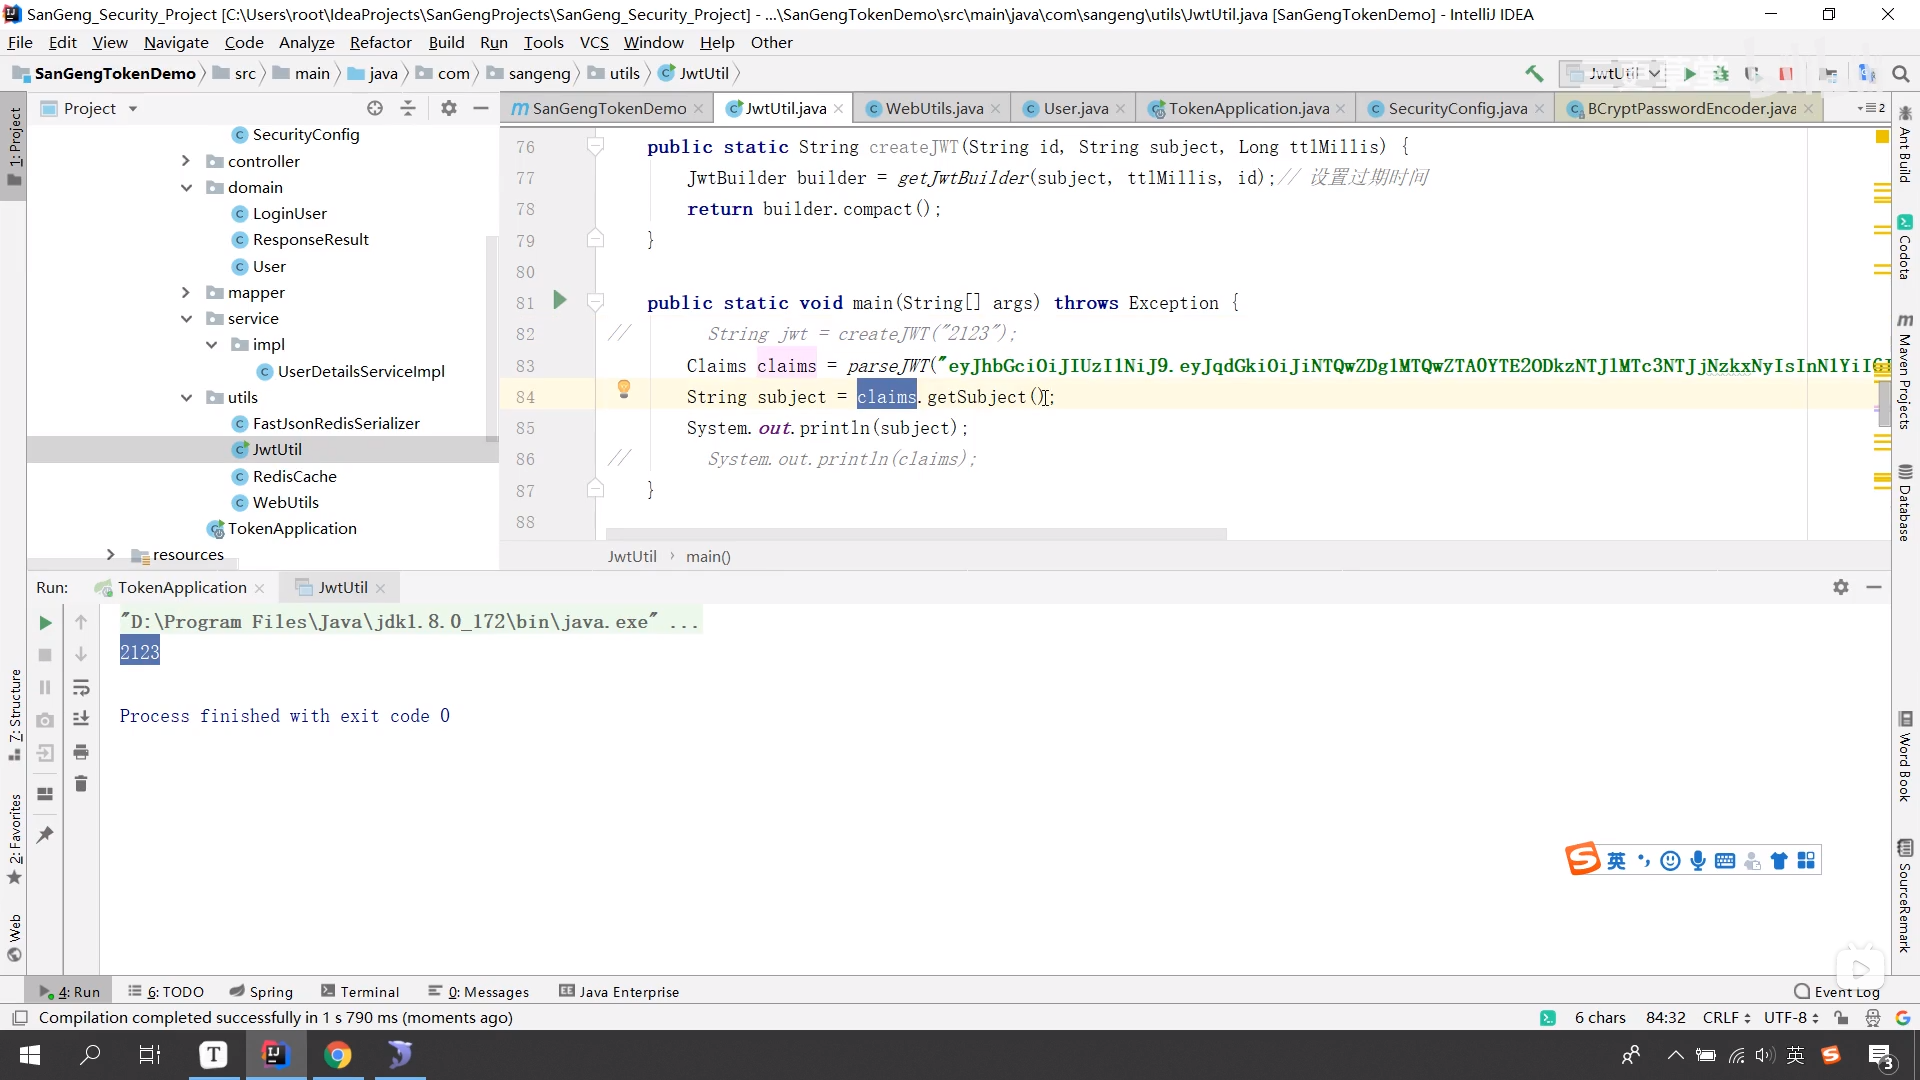 SanGeng_Security_Project [C:\Users\root\IdeaProjects\SanGengProjects\SanGeng_Security_Project] - ...\SanGengTokenDemo\src\main\java\com\sangeng\utils\JwtUtil.java [SanGengTokenDemo] - IntelliJ IDEA
File Edit View Navigate Code Analyze Refactor Build Run Tools VCS Window Help Other
SanGengTokenDemo src main java com sangeng utils JwtUtil
JwtUtil
Project
SanGengTokenDemo JwtUtil.java WebUtils.java User.java TokenApplication.java SecurityConfig.java BCryptPasswordEncoder.java 2
SecurityConfig
controller
domain
LoginUser
ResponseResult
User
mapper
service
impl
UserDetailsServiceImpl
utils
FastJsonRedisSerializer
JwtUtil
RedisCache
WebUtils
TokenApplication
resources
76 public static String createJWT(String id, String subject, Long ttlMillis) {
77 JwtBuilder builder = getJwtBuilder(subject, ttlMillis, id);// 设置过期时间
78 return builder.compact();
79 }
80
81 public static void main(String[] args) throws Exception {
82 // String jwt = createJWT("2123");
83 Claims claims = parseJWT("
84 String subject = claims.getSubject();
85 System.out.println(subject);
86 // System.out.println(claims);
87 }
88
JwtUtil main()
1: Project
7: Structure
2: Favorites
Web
Ant Build
Codota
Maven Projects
Database
Word Book
SourceRemark
Run: TokenApplication JwtUtil
"D:\Program Files\Java\jdk1.8.0_172\bin\java.exe" ...
2123
Process finished with exit code 0
英
4: Run 6: TODO Spring Terminal 0: Messages Java Enterprise Event Log
Compilation completed successfully in 1 s 790 ms (moments ago) 6 chars 84:32 CRLF UTF-8
英 3